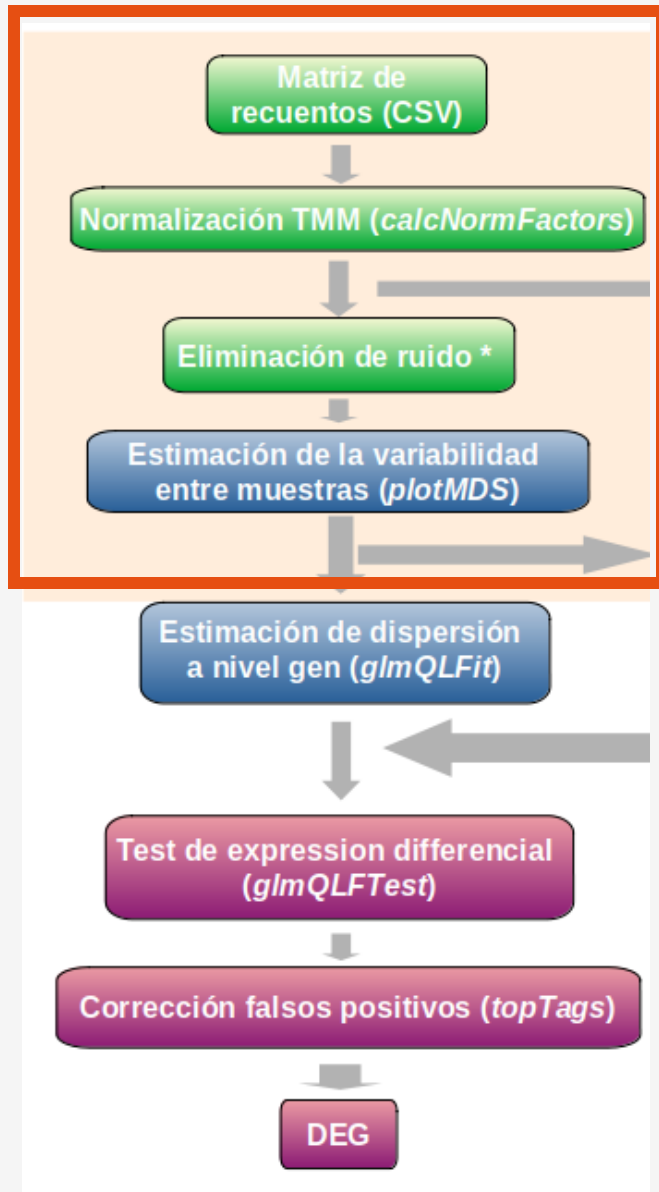 Matriz de
recuentos (CSV)
Normalización TMM (calcNormFactors)
Eliminación de ruido *
Estimación de la variabilidad
entre muestras (plotMDS)
Estimación de dispersión
a nivel gen (glmQLFit)
Test de expression differencial
(glmQLFTest)
Corrección falsos positivos (topTags)
DEG